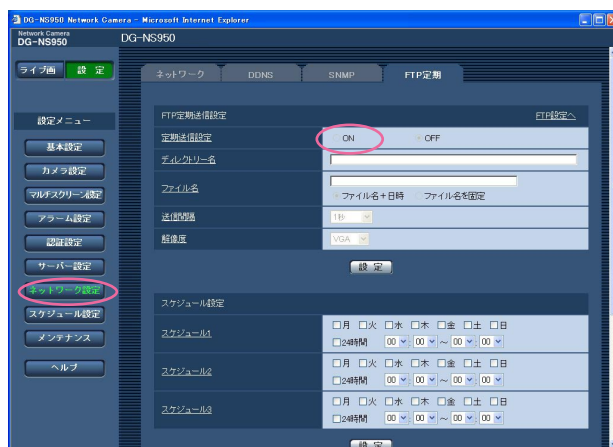 DG-NS950 Network Camera - Microsoft Internet Explorer
Network Camera
DG-NS950
DG-NS950
ライブ画 設 定
ネットワーク DDNS SNMP FTP定期
設定メニュー
基本設定
カメラ設定
マルチスクリーン設定
アラーム設定
認証設定
サーバー設定
ネットワーク設定
スケジュール設定
メンテナンス
ヘルプ
FTP定期送信設定 FTP設定へ
定期送信設定 ON OFF
ディレクトリー名
ファイル名
ファイル名+日時 ファイル名を固定
送信間隔 1秒
解像度 VGA
設 定
スケジュール設定
スケジュール1 月 火 水 木 金 土 日
24時間 00 : 00 ～ 00 : 00
スケジュール2 月 火 水 木 金 土 日
24時間 00 : 00 ～ 00 : 00
スケジュール3 月 火 水 木 金 土 日
24時間 00 : 00 ～ 00 : 00
設 定